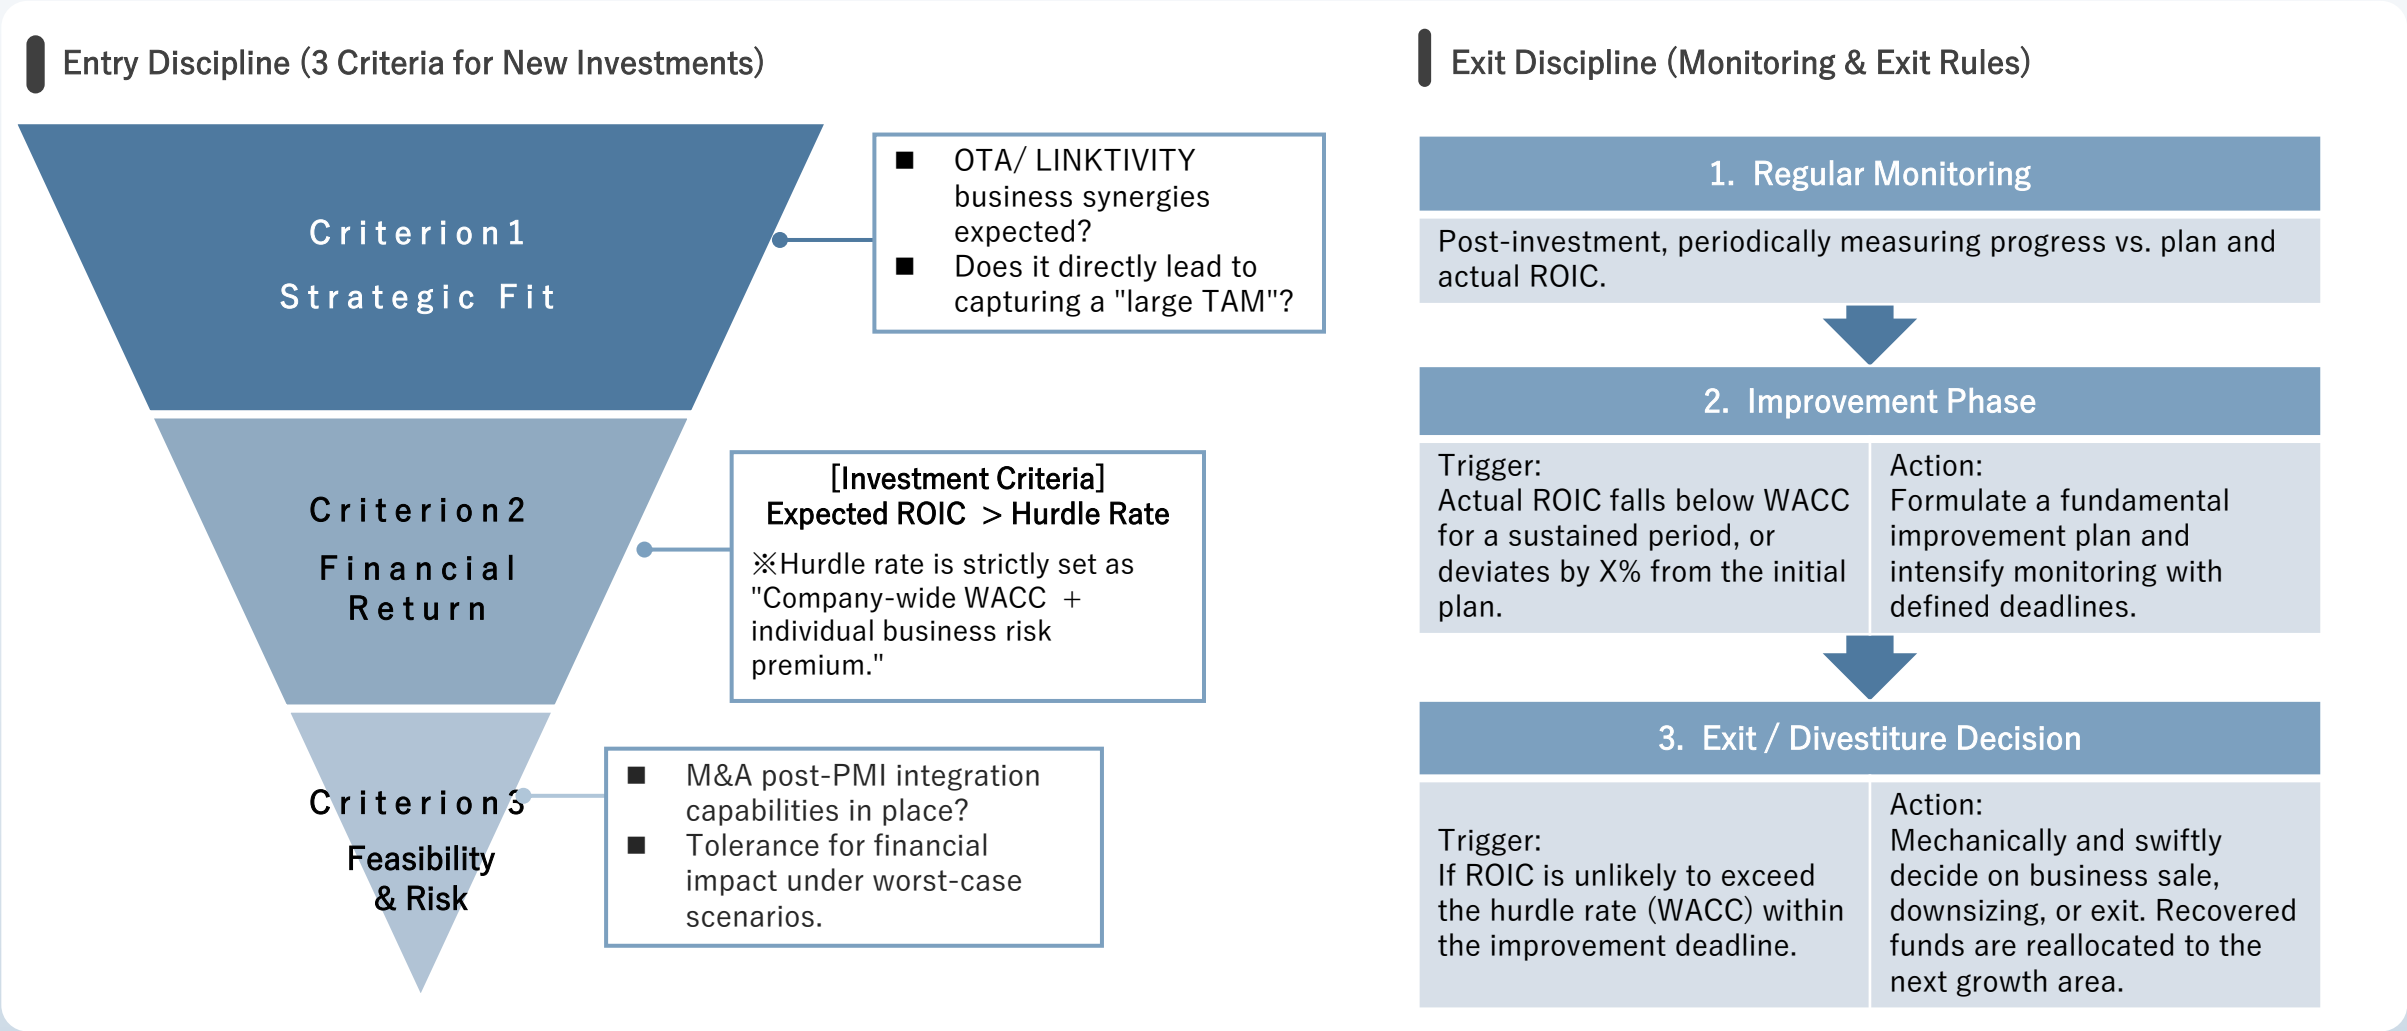 Entry Discipline (3 Criteria for New Investments)
Criterion1
Strategic Fit
■ OTA/ LINKTIVITY
business synergies
expected?
■ Does it directly lead to
capturing a "large TAM"?
Criterion2
Financial
Return
[Investment Criteria]
Expected ROIC > Hurdle Rate
※Hurdle rate is strictly set as
"Company-wide WACC +
individual business risk
premium."
Criterion3
Feasibility
& Risk
■ M&A post-PMI integration
capabilities in place?
■ Tolerance for financial
impact under worst-case
scenarios.
Exit Discipline (Monitoring & Exit Rules)
1. Regular Monitoring
Post-investment, periodically measuring progress vs. plan and
actual ROIC.
2. Improvement Phase
Trigger:
Actual ROIC falls below WACC
for a sustained period, or
deviates by X% from the initial
plan.
Action:
Formulate a fundamental
improvement plan and
intensify monitoring with
defined deadlines.
3. Exit / Divestiture Decision
Trigger:
If ROIC is unlikely to exceed
the hurdle rate (WACC) within
the improvement deadline.
Action:
Mechanically and swiftly
decide on business sale,
downsizing, or exit. Recovered
funds are reallocated to the
next growth area.